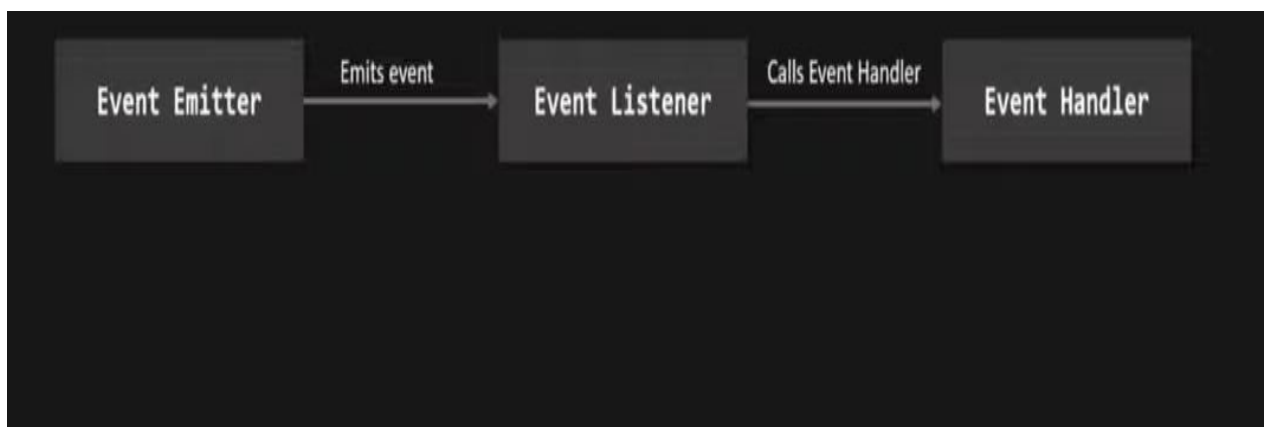 Event Emitter
Emits event
Event Listener
Calls Event Handler
Event Handler